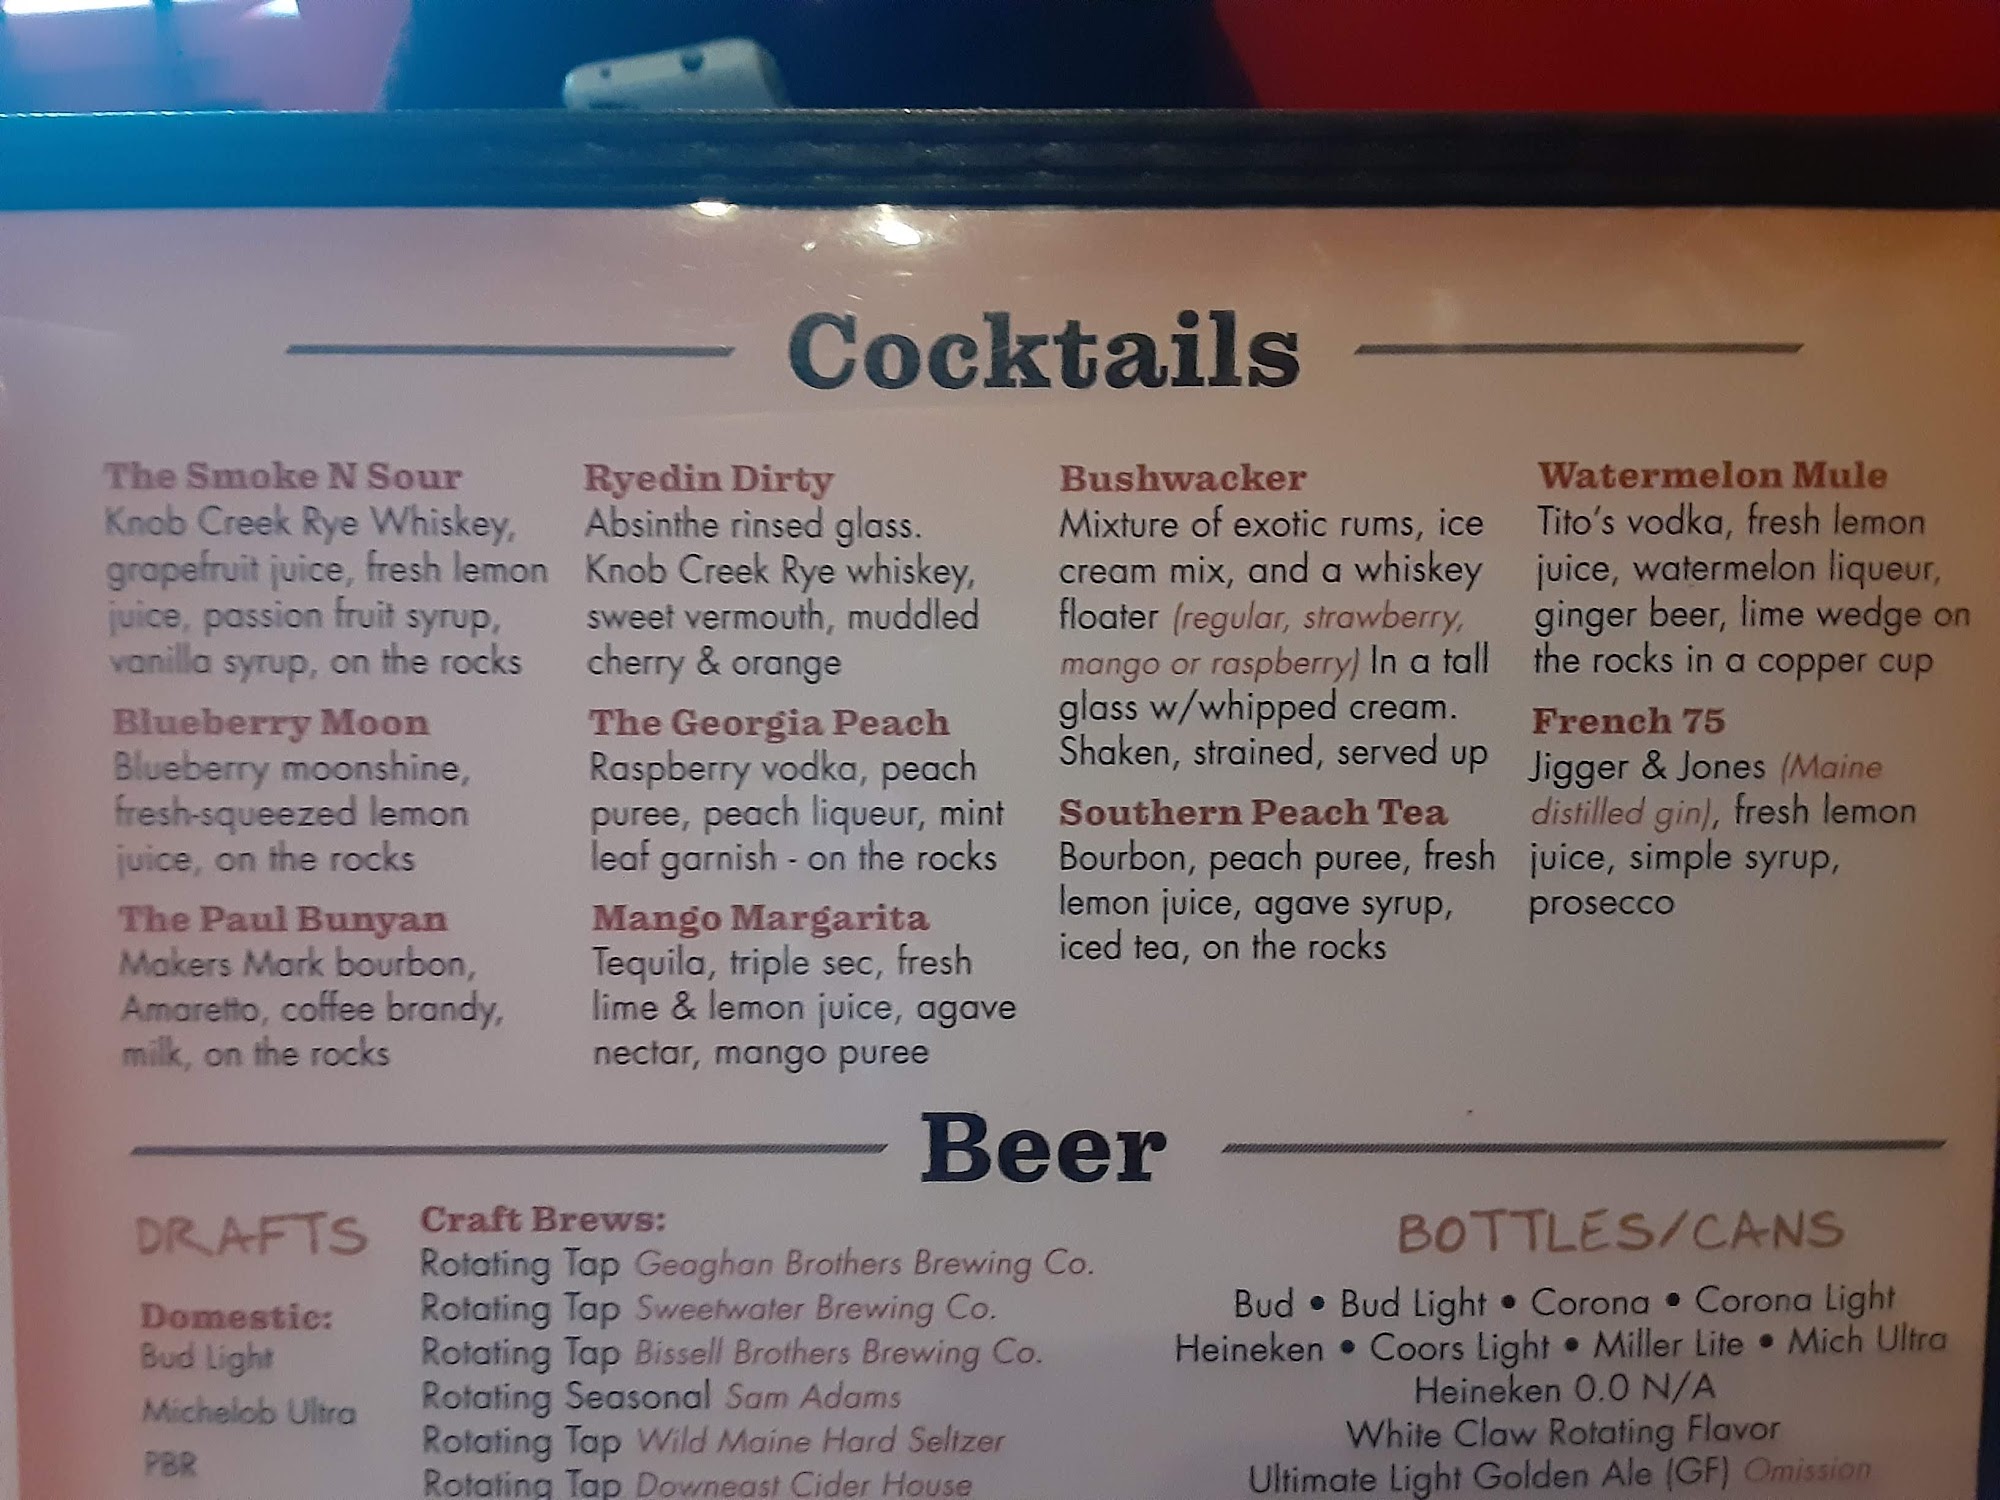 Cocktails
The Smoke N Sour
Knob Creek Rye Whiskey,
grapefruit juice, fresh lemon
juice, passion fruit syrup,
vanilla syrup, on the rocks
Blueberry Moon
Blueberry moonshine,
fresh-squeezed lemon
juice, on the rocks
The Paul Bunyan
Makers Mark bourbon,
Amaretto, coffee brandy,
milk, on the rocks
Ryedin Dirty
Absinthe rinsed glass.
Knob Creek Rye whiskey,
sweet vermouth, muddled
cherry & orange
The Georgia Peach
Raspberry vodka, peach
puree, peach liqueur, mint
leaf garnish - on the rocks
Mango Margarita
Tequila, triple sec, fresh
lime & lemon juice, agave
nectar, mango puree
Bushwacker
Mixture of exotic rums, ice
cream mix, and a whiskey
floater (regular, strawberry,
mango or raspberry) In a tall
glass w/whipped cream.
Shaken, strained, served up
Southern Peach Tea
Bourbon, peach puree, fresh
lemon juice, agave syrup,
iced tea, on the rocks
Watermelon Mule
Tito's vodka, fresh lemon
juice, watermelon liqueur,
ginger beer, lime wedge on
the rocks in a copper cup
French 75
Jigger & Jones (Maine
distilled gin), fresh lemon
juice, simple syrup,
prosecco
Beer
DRAFTS
Domestic:
Bud Light
Michelob Ultra
PBR
Craft Brews:
Rotating Tap Geaghan Brothers Brewing Co.
Rotating Tap Sweetwater Brewing Co.
Rotating Tap Bissell Brothers Brewing Co.
Rotating Seasonal Sam Adams
Rotating Tap Wild Maine Hard Seltzer
Rotating Tap Downeast Cider House
BOTTLES/CANS
Bud • Bud Light • Corona • Corona Light
Heineken • Coors Light • Miller Lite • Mich Ultra
Heineken 0.0 N/A
White Claw Rotating Flavor
Ultimate Light Golden Ale (GF) Omission